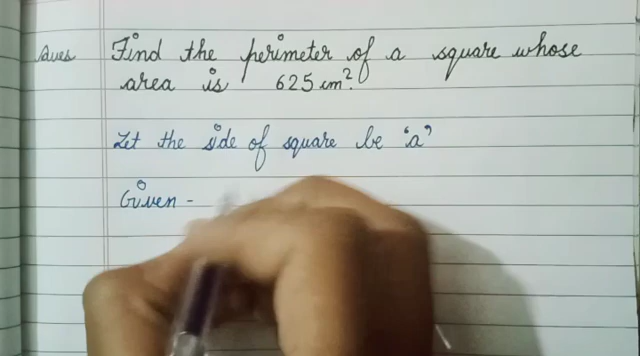 Ques Find the perimeter of a square whose
area is 625 cm².
Let the side of square be 'a'
Given -